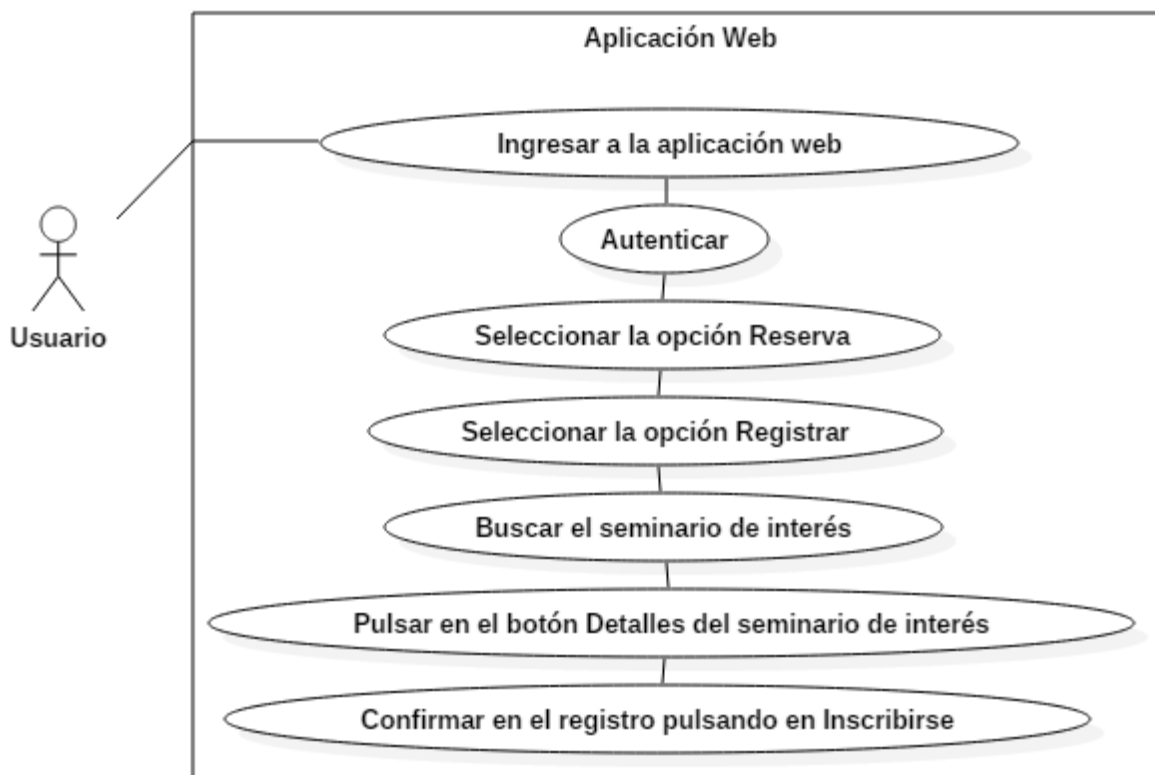 Aplicación Web
Ingresar a la aplicación web
Autenticar
Seleccionar la opción Reserva
Usuario
Seleccionar la opción Registrar
Buscar el seminario de interés
Pulsar en el botón Detalles del seminario de interés
Confirmar en el registro pulsando en Inscribirse